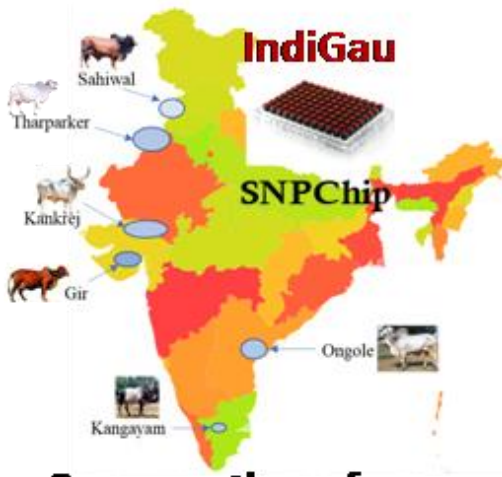 IndiGau
Sahiwal
Tharparker
SNPChip
Kankrej
Gir
Ongole
Kangayam